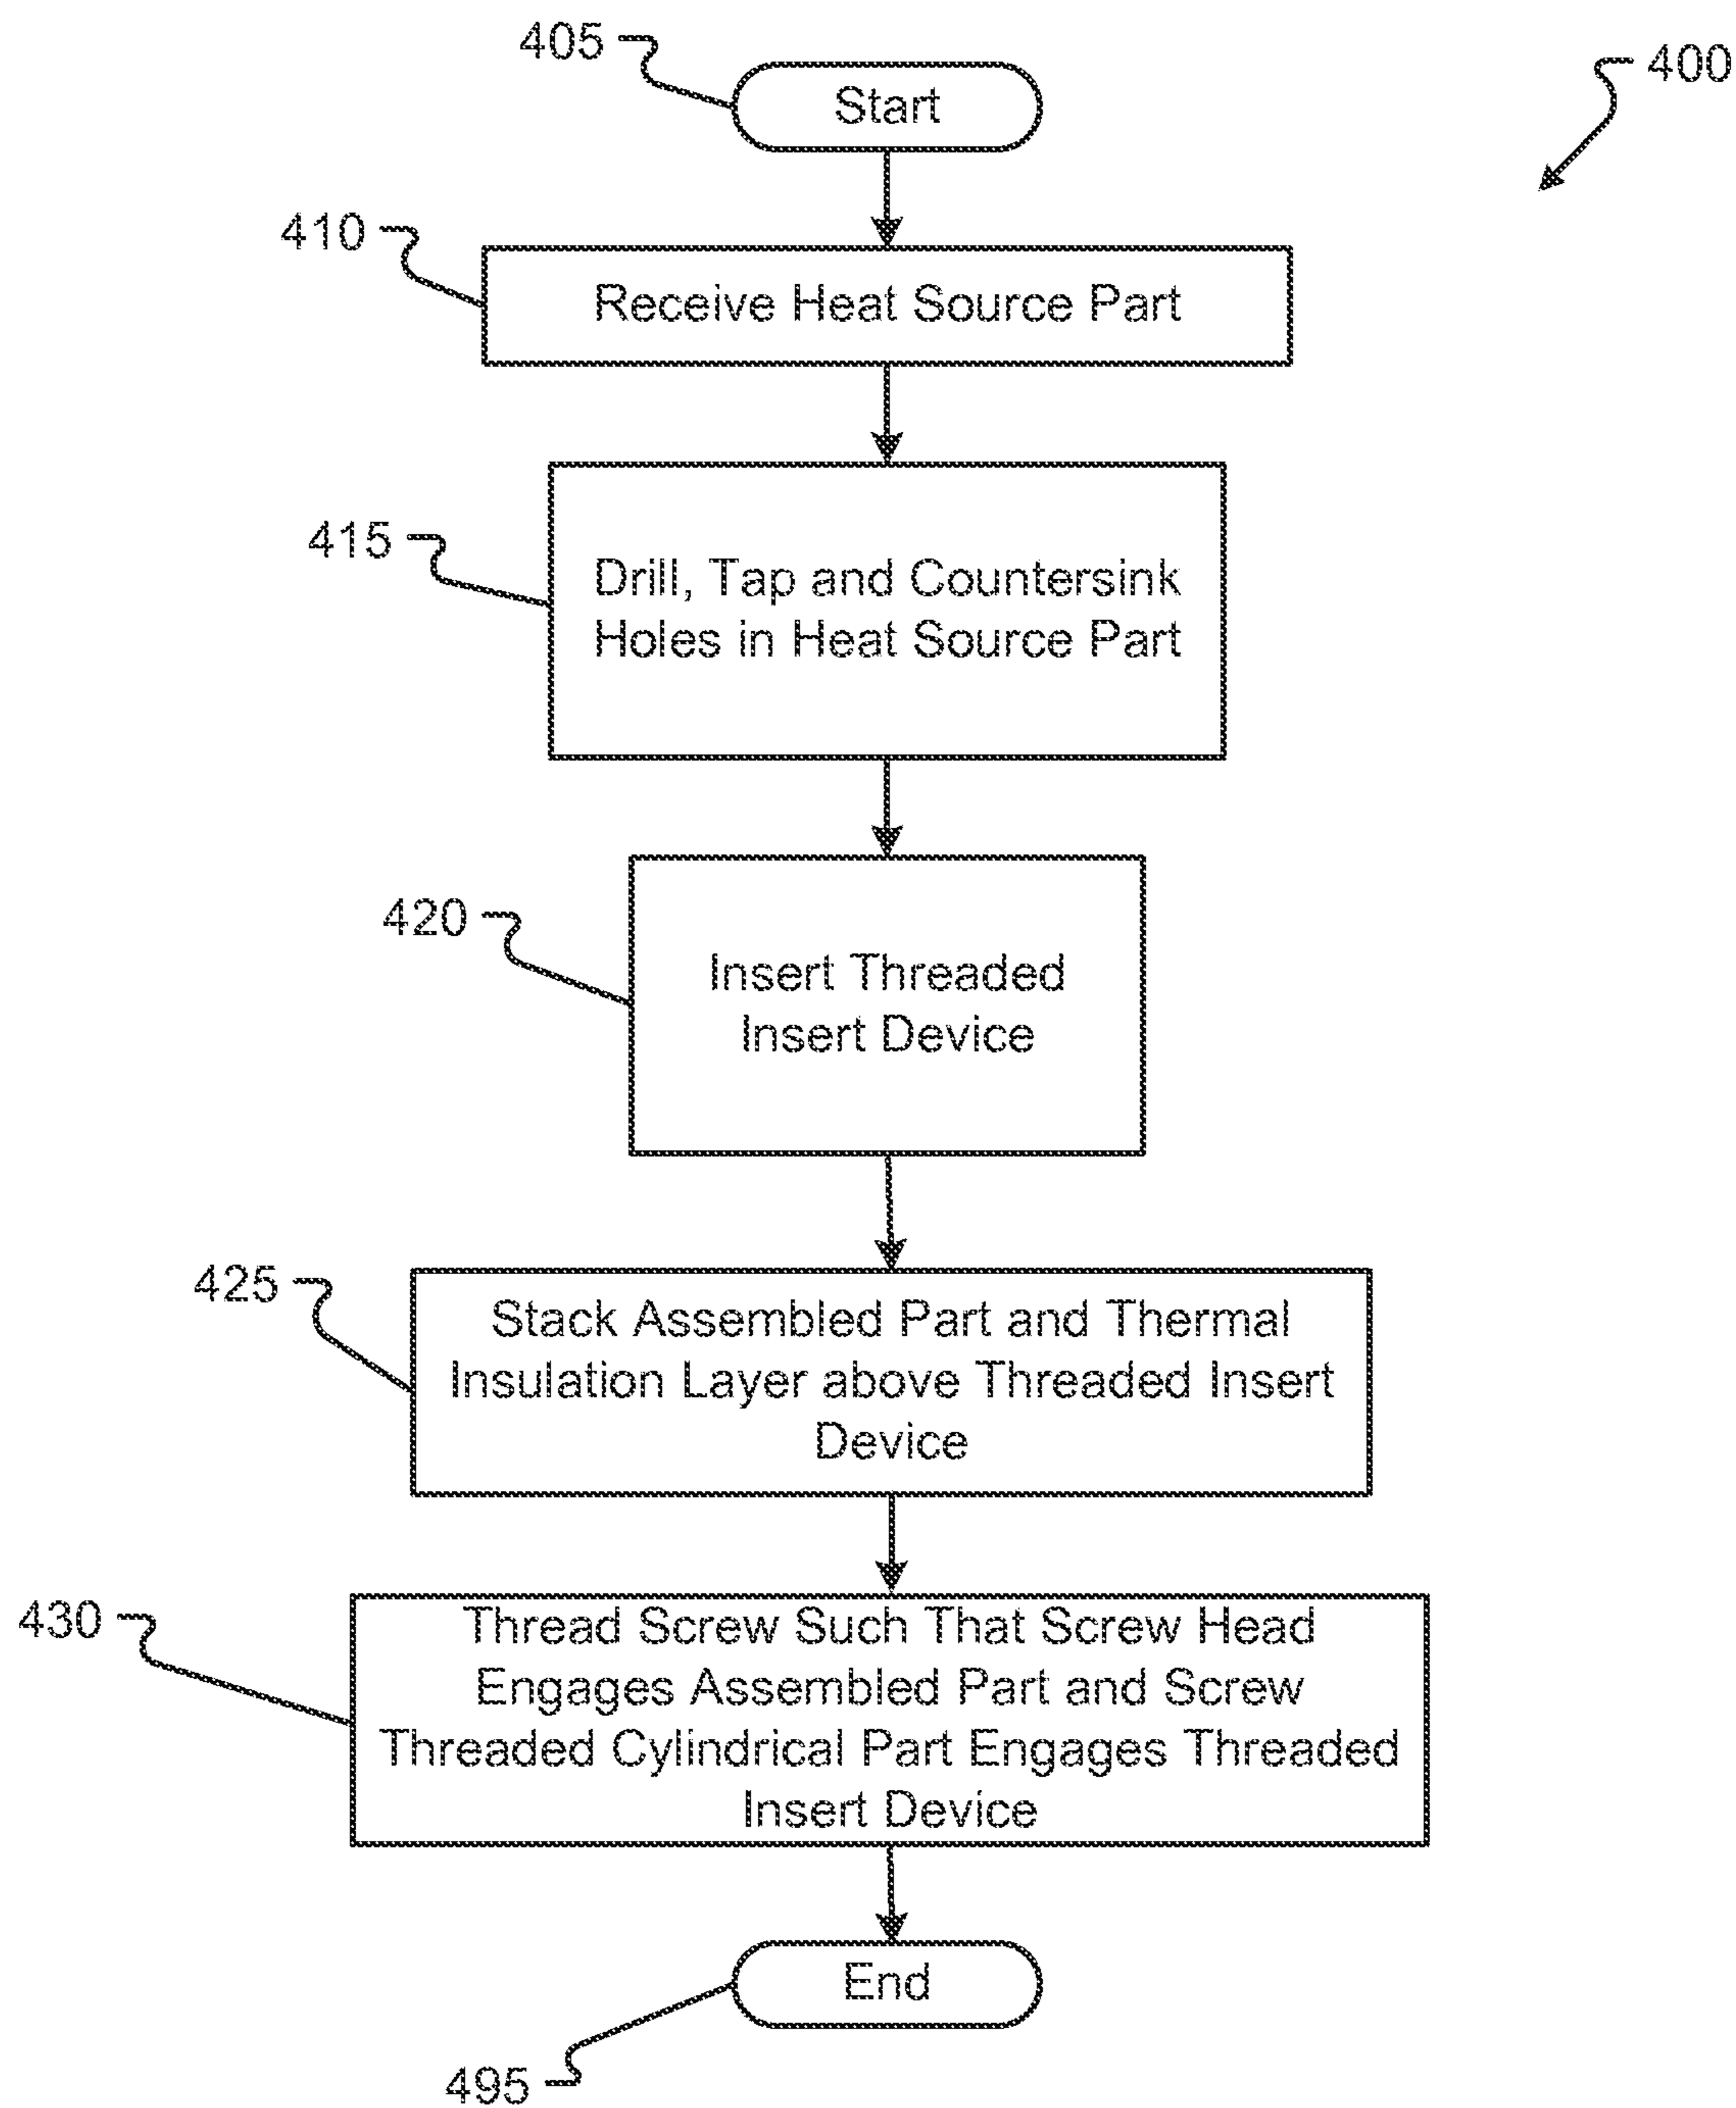 405
Start
400
410
Receive Heat Source Part
415
Drill, Tap and Countersink
Holes in Heat Source Part
420
Insert Threaded
Insert Device
425
Stack Assembled Part and Thermal
Insulation Layer above Threaded Insert
Device
430
Thread Screw Such That Screw Head
Engages Assembled Part and Screw
Threaded Cylindrical Part Engages Threaded
Insert Device
End
495